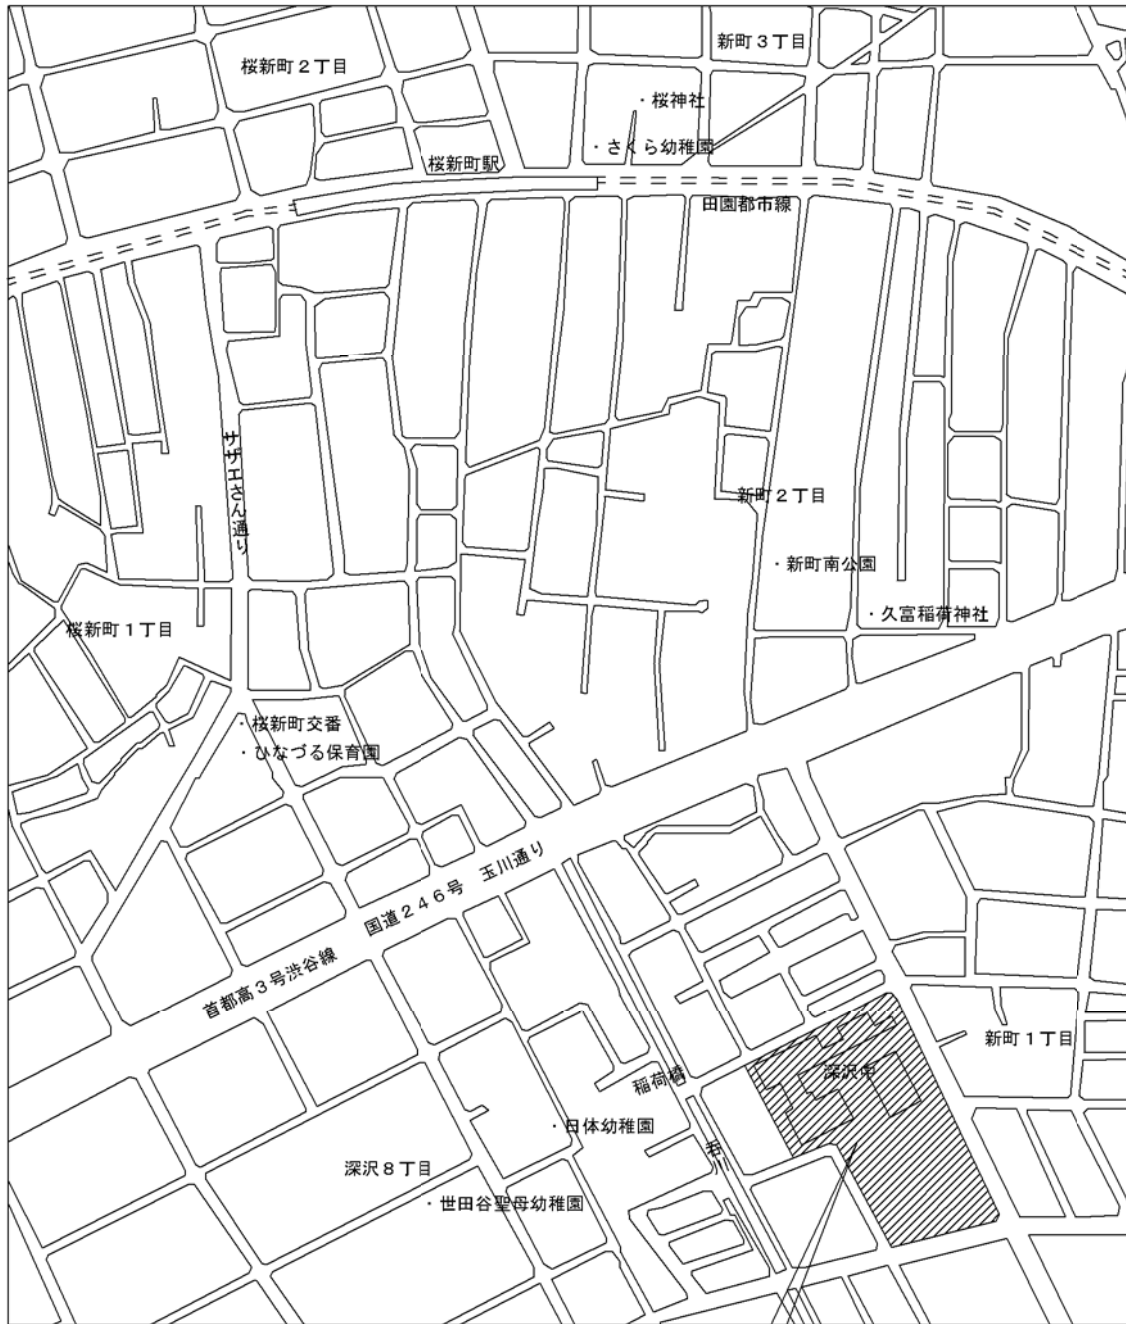 新町３丁目
桜新町２丁目
・桜神社
・さくら幼稚園
桜新町駅
田園都市線
サザエさん通り
新町２丁目
・新町南公園
・久富稲荷神社
桜新町１丁目
・桜新町交番
・ひなづる保育園
国道２４６号　玉川通り
首都高３号渋谷線
新町１丁目
深沢中
稲荷橋
・日体幼稚園
呑川
深沢８丁目
・世田谷聖母幼稚園